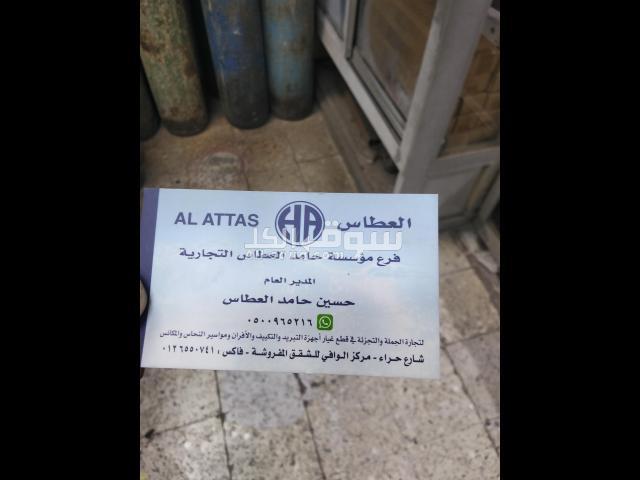 AL ATTAS HA العطاس
فرع مؤسسة حامد العطاس التجارية
المدير العام
حسين حامد العطاس
٠٥٠٠٩٦٥٢١٦
لتجارة الجملة والتجزئة في قطع غيار أجهزة التبريد والتكييف والأفران ومواسير النحاس والمكانس
شارع حراء - مركز الوافي للشقق المفروشة - فاكس : ٠١٢٦٥٥٠٧٤١